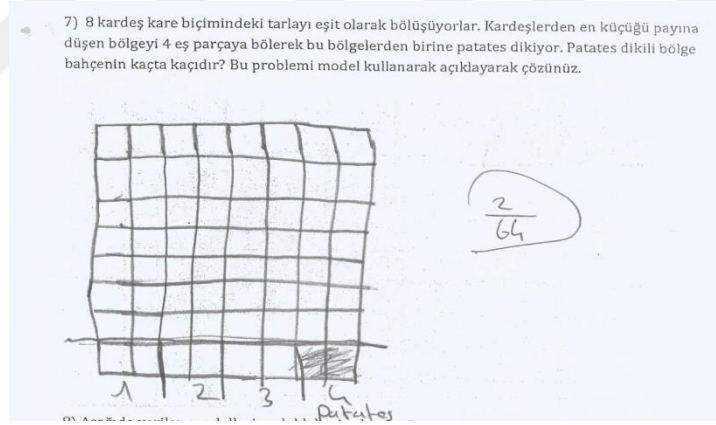 7) 8 kardeş kare biçimindeki tarlayı eşit olarak bölüşüyorlar. Kardeşlerden en küçüğü payına
düşen bölgeyi 4 eş parçaya bölerek bu bölgelerden birine patates dikiyor. Patates dikili bölge
bahçenin kaçta kaçıdır? Bu problemi model kullanarak açıklayarak çözünüz.
2
64
1 2 3 4
Patates